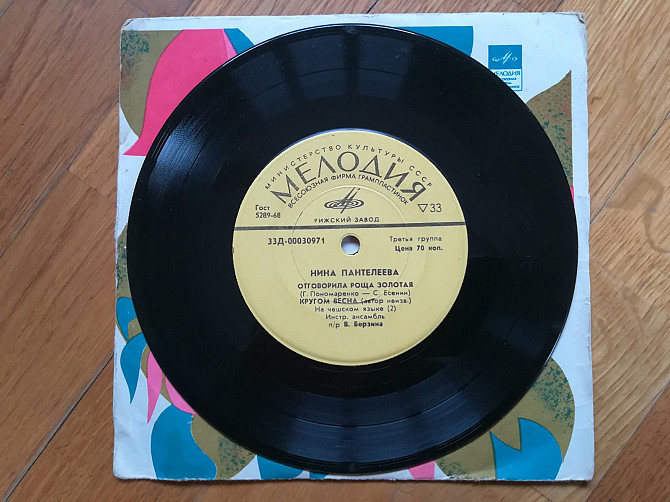 МИНИСТЕРСТВО КУЛЬТУРЫ СССР
МЕЛОДИЯ
ВСЕСОЮЗНАЯ ФИРМА ГРАМПЛАСТИНОК
Гост
5289-68
▽33
РИЖСКИЙ ЗАВОД
33Д-00030971
Третья группа
Цена 70 коп.
НИНА ПАНТЕЛЕЕВА
ОТГОВОРИЛА РОЩА ЗОЛОТАЯ
(Г. Пономаренко — С. Есенин)
КРУГОМ ВЕСНА (автор неизв.)
На чешском языке (2)
Инстр. ансамбль
п/р В. Берзина
МЕЛОДИЯ